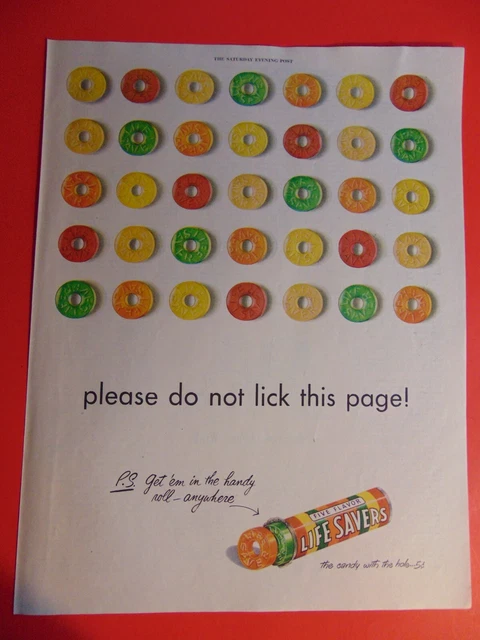 THE SATURDAY EVENING POST
please do not lick this page!
P.S. Get 'em in the handy
roll—anywhere
FIVE FLAVOR
LIFE SAVERS
the candy with the hole...5¢